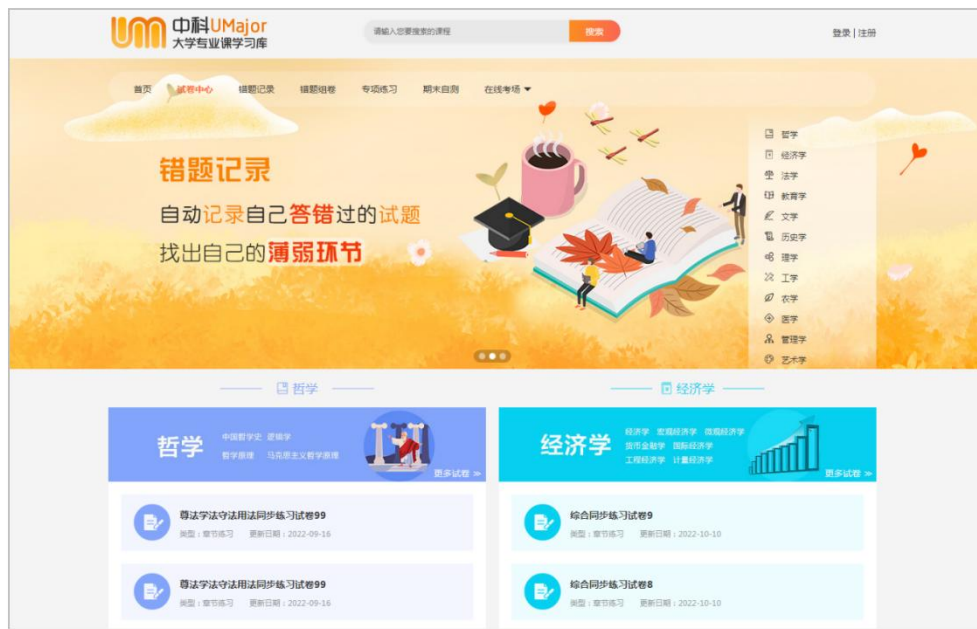 中科UMajor
大学专业课学习库
请输入您要搜索的课程
搜索
登录 | 注册
首页 试卷中心 错题记录 错题组卷 专项练习 期末自测 在线考场
错题记录
自动记录自己答错过的试题
找出自己的薄弱环节
哲学
经济学
法学
教育学
文学
历史学
理学
工学
农学
医学
管理学
艺术学
哲学
哲学
中国哲学史 逻辑学
哲学原理 马克思主义哲学原理
更多试卷 ≫
尊法学法守法用法同步练习试卷99
类型：章节练习 更新日期：2022-09-16
尊法学法守法用法同步练习试卷99
类型：章节练习 更新日期：2022-09-16
经济学
经济学
经济学 宏观经济学 微观经济学
货币金融学 国际经济学
工程经济学 计量经济学
更多试卷 ≫
综合同步练习试卷9
类型：章节练习 更新日期：2022-10-10
综合同步练习试卷8
类型：章节练习 更新日期：2022-10-10